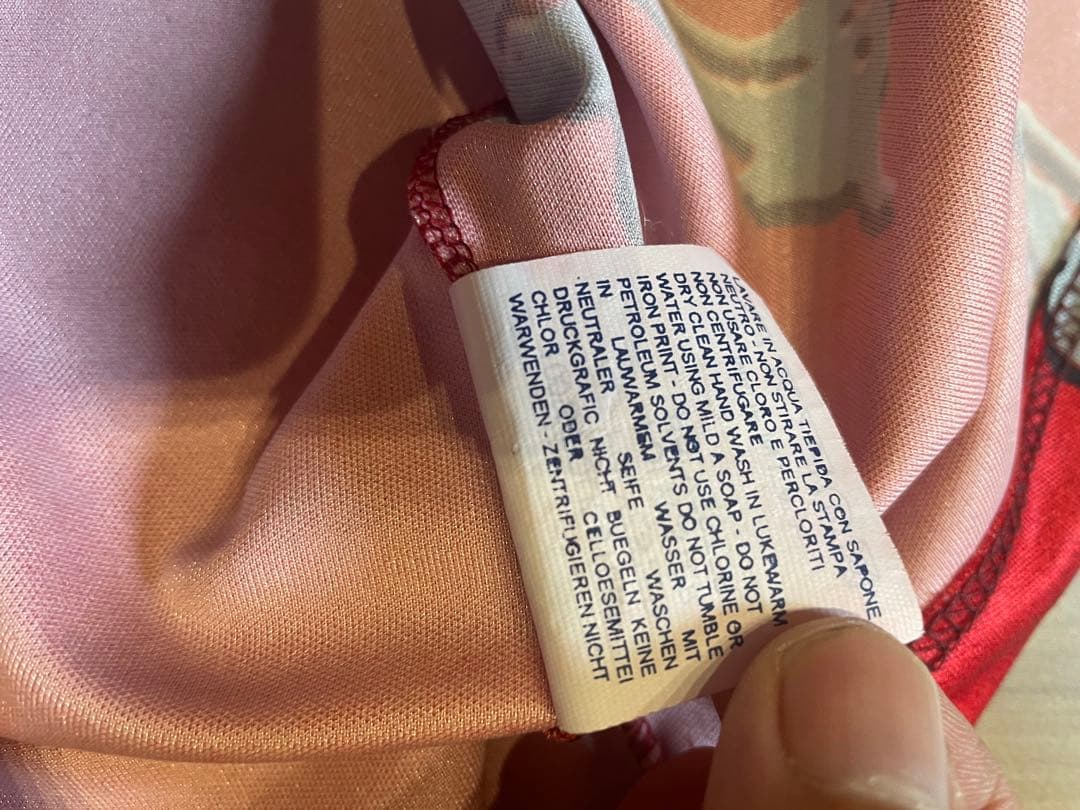 LAVARE IN ACQUA TIEPIDA CON SAPONE
NEUTRO - NON STIRARE LA STAMPA
NON USARE CLORO E PERCLORITI
NON CENTRIFUGARE
DRY CLEAN HAND WASH IN LUKEWARM
WATER USING MILD A SOAP - DO NOT
IRON PRINT - DO NOT USE CHLORINE OR
PETROLEUM SOLVENTS DO NOT TUMBLE
IN LAUWARMEM WASSER MIT
NEUTRALER SEIFE WASCHEN
DRUCKGRAFIC NICHT BUEGELN KEINE
CHLOR ODER CELLOESEMITTEI
WARWENDEN - ZENTRIFUGIEREN NICHT